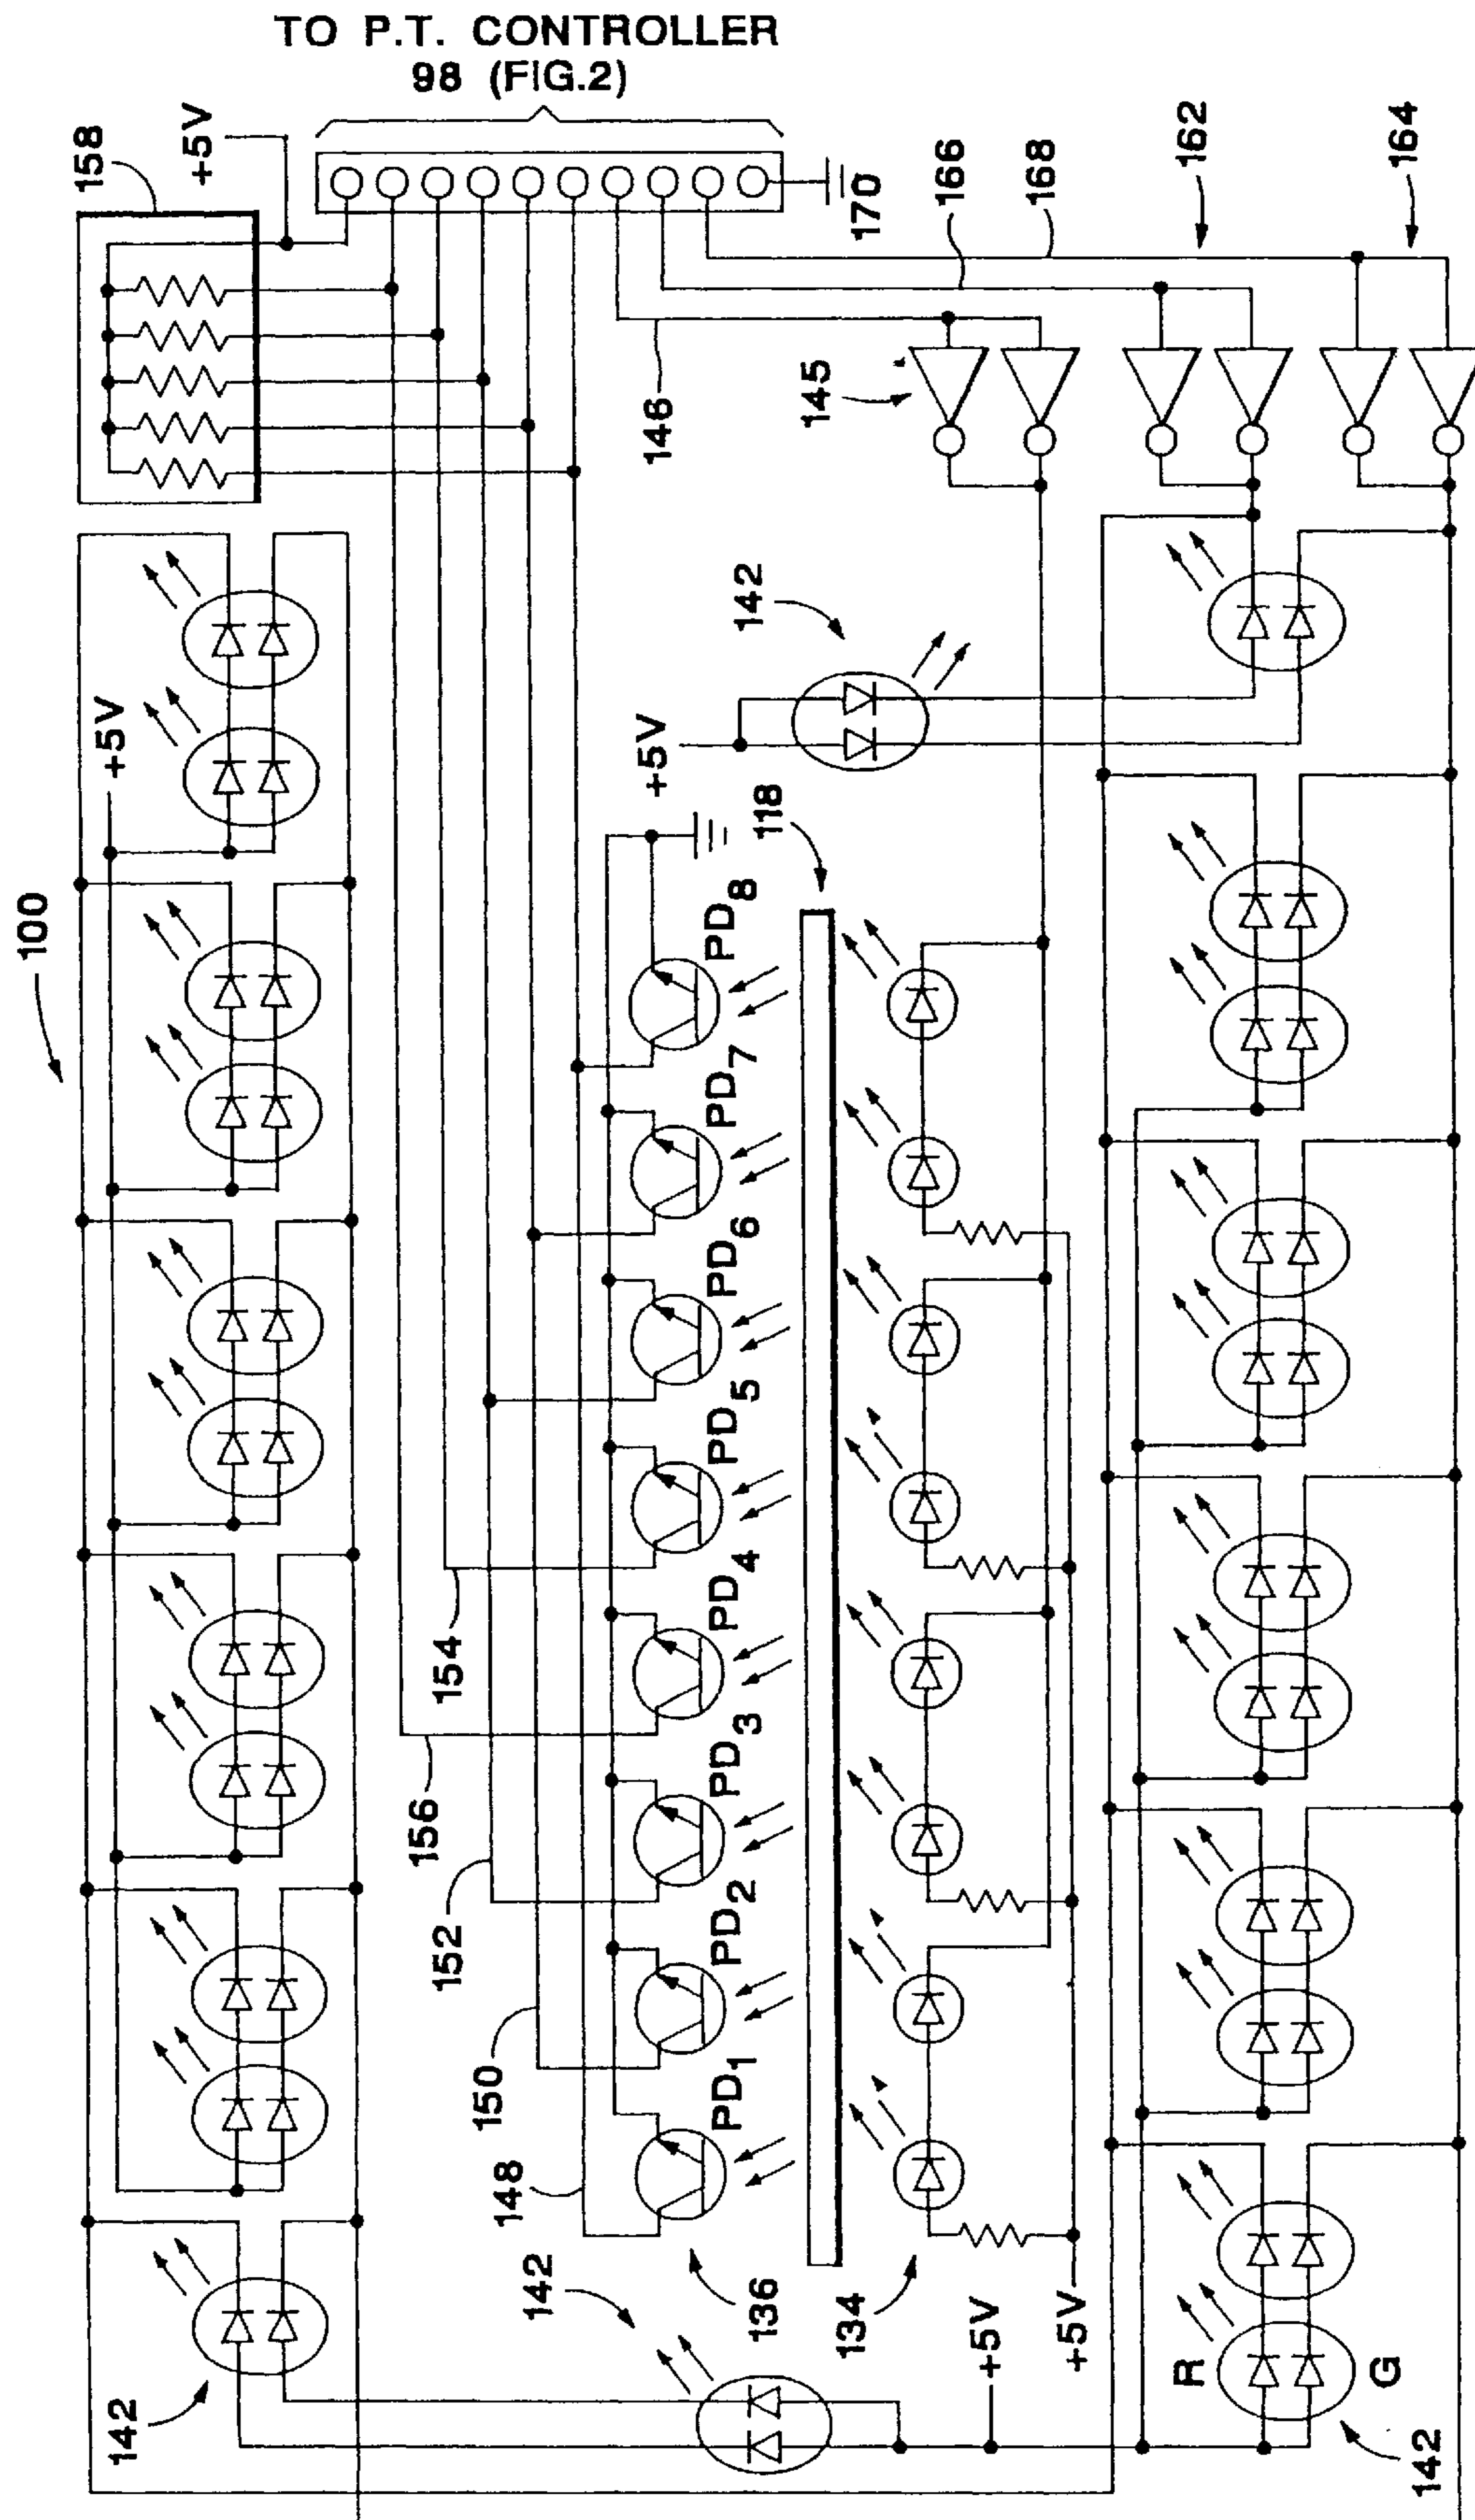 TO P.T. CONTROLLER
98 (FIG.2)
158
+5V
170
166
168
162
164
146
145
100
+5V
142
+5V
118
PD8
PD7
PD6
PD5
PD4
PD3
PD2
PD1
154
156
152
150
148
142
136
134
+5V
+5V
142
R
G
142